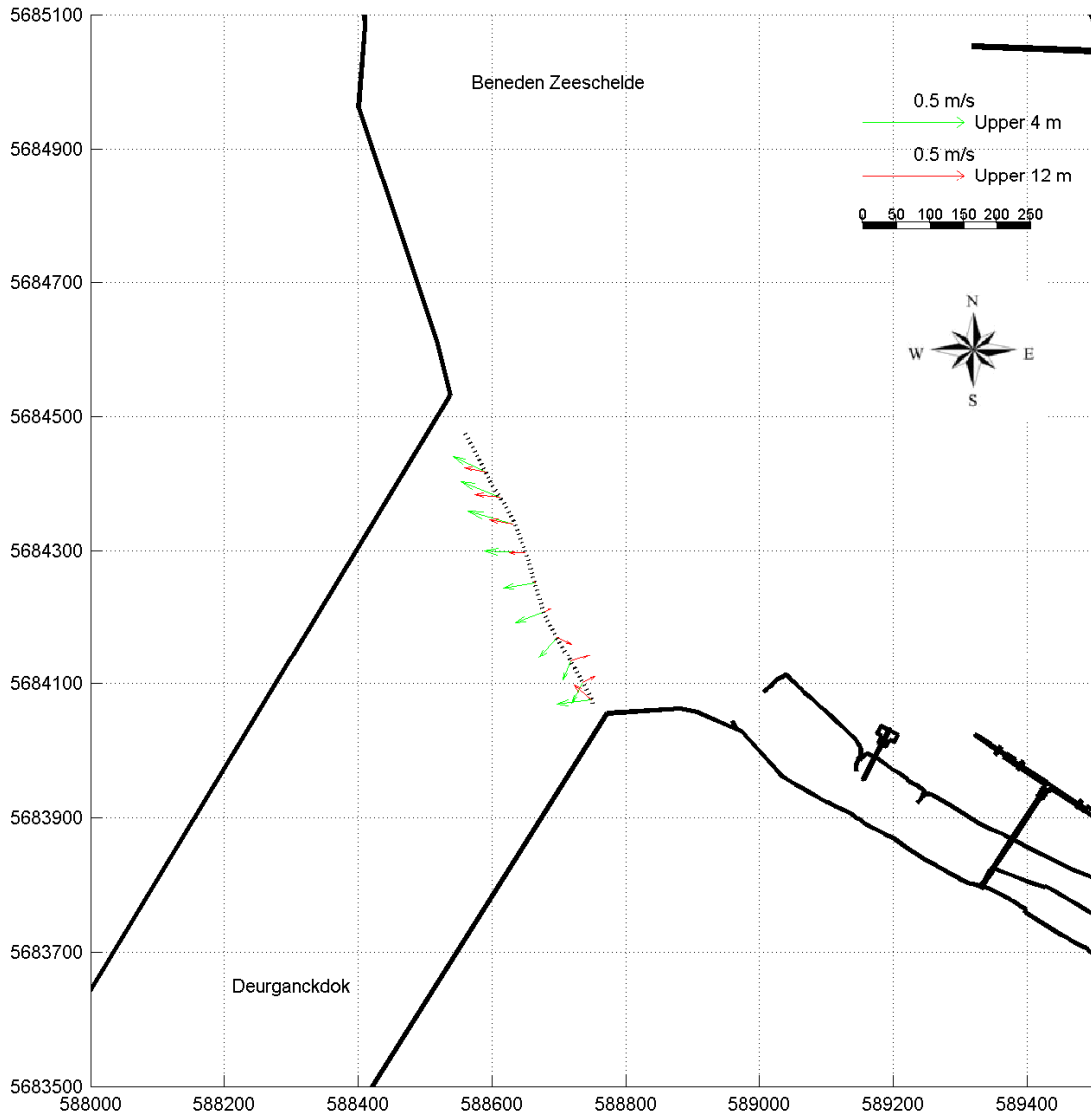 5685100
Beneden Zeeschelde
0.5 m/s
Upper 4 m
5684900
0.5 m/s
Upper 12 m
0 50 100 150 200 250
5684700
N
W E
S
5684500
5684300
5684100
5683900
5683700
Deurganckdok
5683500
588000 588200 588400 588600 588800 589000 589200 589400